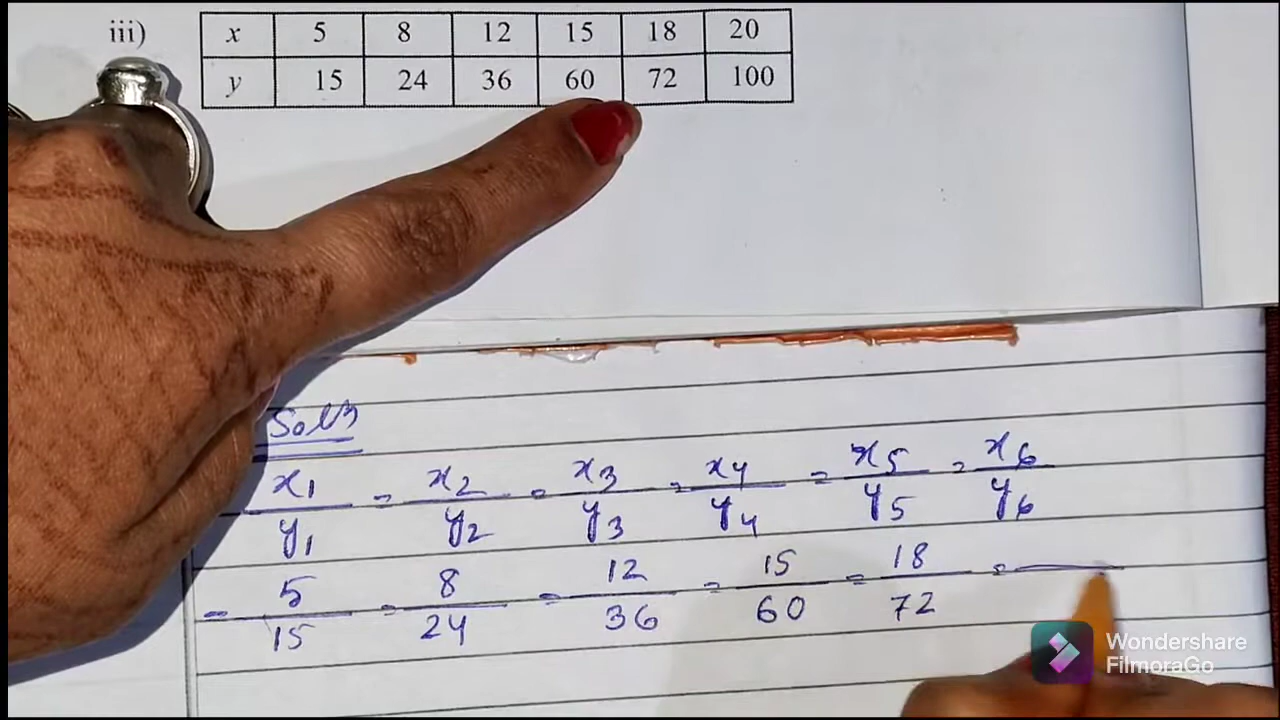 iii) x 5 8 12 15 18 20
y 15 24 36 60 72 100
Soln
x1/y1 = x2/y2 = x3/y3 = x4/y4 = x5/y5 = x6/y6
= 5/15 = 8/24 = 12/36 = 15/60 = 18/72 =
Wondershare
FilmoraGo